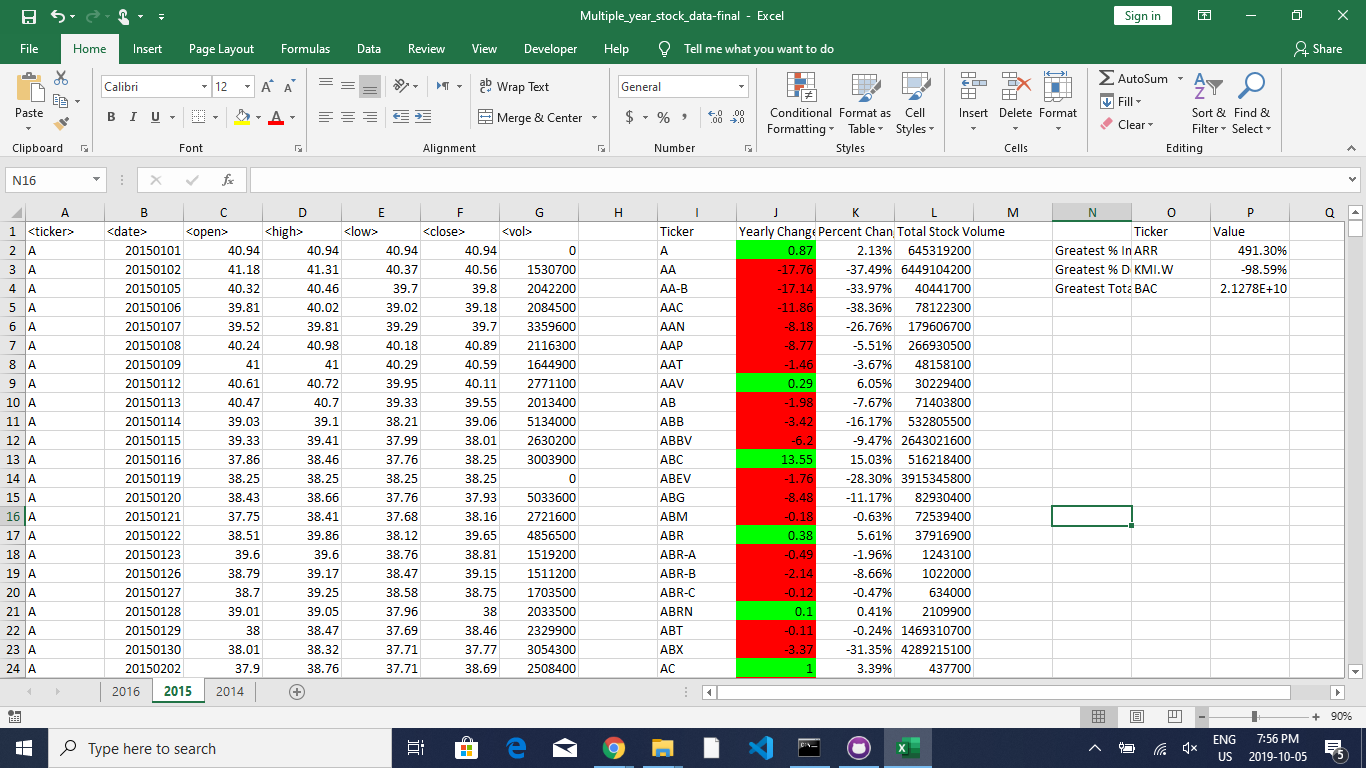 Multiple_year_stock_data-final - Excel
Sign in
File Home Insert Page Layout Formulas Data Review View Developer Help Tell me what you want to do Share
Paste
Clipboard
Calibri 12
B I U
Font
Wrap Text
Merge & Center
Alignment
General
$ % ,
Number
Conditional Formatting
Format as Table
Cell Styles
Styles
Insert Delete Format
Cells
AutoSum
Fill
Clear
Sort & Filter
Find & Select
Editing
N16 fx
A B C D E F G H I J K L M N O P Q
1 <ticker> <date> <open> <high> <low> <close> <vol> Ticker Yearly Change Percent Chan Total Stock Volume Ticker Value
2 A 20150101 40.94 40.94 40.94 40.94 0 A 0.87 2.13% 645319200 Greatest % In ARR 491.30%
3 A 20150102 41.18 41.31 40.37 40.56 1530700 AA -17.76 -37.49% 6449104200 Greatest % D KMI.W -98.59%
4 A 20150105 40.32 40.46 39.7 39.8 2042200 AA-B -17.14 -33.97% 40441700 Greatest Tota BAC 2.1278E+10
5 A 20150106 39.81 40.02 39.02 39.18 2084500 AAC -11.86 -38.36% 78122300
6 A 20150107 39.52 39.81 39.29 39.7 3359600 AAN -8.18 -26.76% 179606700
7 A 20150108 40.24 40.98 40.18 40.89 2116300 AAP -8.77 -5.51% 266930500
8 A 20150109 41 41 40.29 40.59 1644900 AAT -1.46 -3.67% 48158100
9 A 20150112 40.61 40.72 39.95 40.11 2771100 AAV 0.29 6.05% 30229400
10 A 20150113 40.47 40.7 39.33 39.55 2013400 AB -1.98 -7.67% 71403800
11 A 20150114 39.03 39.1 38.21 39.06 5134000 ABB -3.42 -16.17% 532805500
12 A 20150115 39.33 39.41 37.99 38.01 2630200 ABBV -6.2 -9.47% 2643021600
13 A 20150116 37.86 38.46 37.76 38.25 3003900 ABC 13.55 15.03% 516218400
14 A 20150119 38.25 38.25 38.25 38.25 0 ABEV -1.76 -28.30% 3915345800
15 A 20150120 38.43 38.66 37.76 37.93 5033600 ABG -8.48 -11.17% 82930400
16 A 20150121 37.75 38.41 37.68 38.16 2721600 ABM -0.18 -0.63% 72539400
17 A 20150122 38.51 39.86 38.12 39.65 4856500 ABR 0.38 5.61% 37916900
18 A 20150123 39.6 39.6 38.76 38.81 1519200 ABR-A -0.49 -1.96% 1243100
19 A 20150126 38.79 39.17 38.47 39.15 1511200 ABR-B -2.14 -8.66% 1022000
20 A 20150127 38.7 39.25 38.58 38.75 1703500 ABR-C -0.12 -0.47% 634000
21 A 20150128 39.01 39.05 37.96 38 2033500 ABRN 0.1 0.41% 2109900
22 A 20150129 38 38.47 37.69 38.46 2329900 ABT -0.11 -0.24% 1469310700
23 A 20150130 38.01 38.32 37.71 37.77 3054300 ABX -3.37 -31.35% 4289215100
24 A 20150202 37.9 38.76 37.71 38.69 2508400 AC 1 3.39% 437700
2016 2015 2014
90%
Type here to search
ENG US
7:56 PM
2019-10-05
5